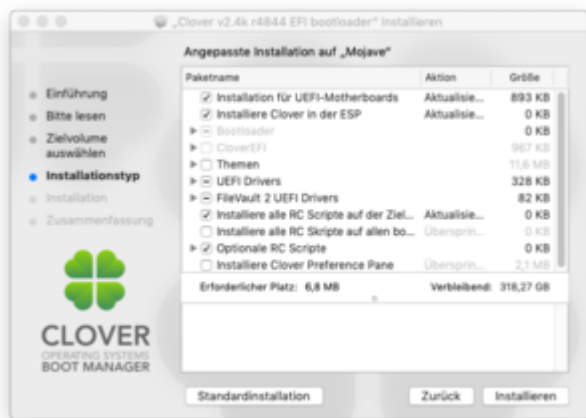 „Clover v2.4k r4844 EFI bootloader“ installieren
Angepasste Installation auf „Mojave“
Paketname Aktion Größe
Installation für UEFI-Motherboards Aktualisie... 893 KB
Installiere Clover in der ESP Aktualisie... 0 KB
Bootloader 0 KB
CloverEFI 967 KB
Themen 11,6 MB
UEFI Drivers 328 KB
FileVault 2 UEFI Drivers 82 KB
Installiere alle RC Scripte auf der Ziel... Aktualisie... 0 KB
Installiere alle RC Skripte auf allen bo... Übersprin... 0 KB
Optionale RC Scripte 0 KB
Installiere Clover Preference Pane Übersprin... 2,1 MB
Erforderlicher Platz: 6,8 MB Verbleibend: 318,27 GB
Einführung
Bitte lesen
Zielvolume
auswählen
Installationstyp
Installation
Zusammenfassung
CLOVER
OPERATING SYSTEMS
BOOT MANAGER
Standardinstallation Zurück Installieren